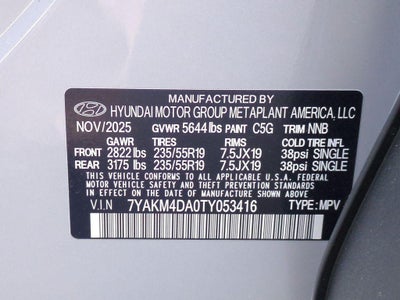 HYUNDAI MOTOR GROUP METAPLANT AMERICA, LLC
NOV/2025 GVWR 5644 lbs PAINT C5G TRIM NNB
TIRES RIMS COLD TIRE INFL
FRONT 2822 lbs 235/55R19 7.5JX19 38psi SINGLE
REAR 3175 lbs 235/55R19 7.5JX19 38psi SINGLE
THIS VEHICLE CONFORMS TO ALL APPLICABLE U.S. FEDERAL
MOTOR VEHICLE SAFETY, BUMPER, AND THEFT PREVENTION
STANDARDS IN EFFECT ON THE DATE OF MANUFACTURE SHOWN ABOVE.
V.I.N 7YAKM4DA0TY053416 TYPE: MPV